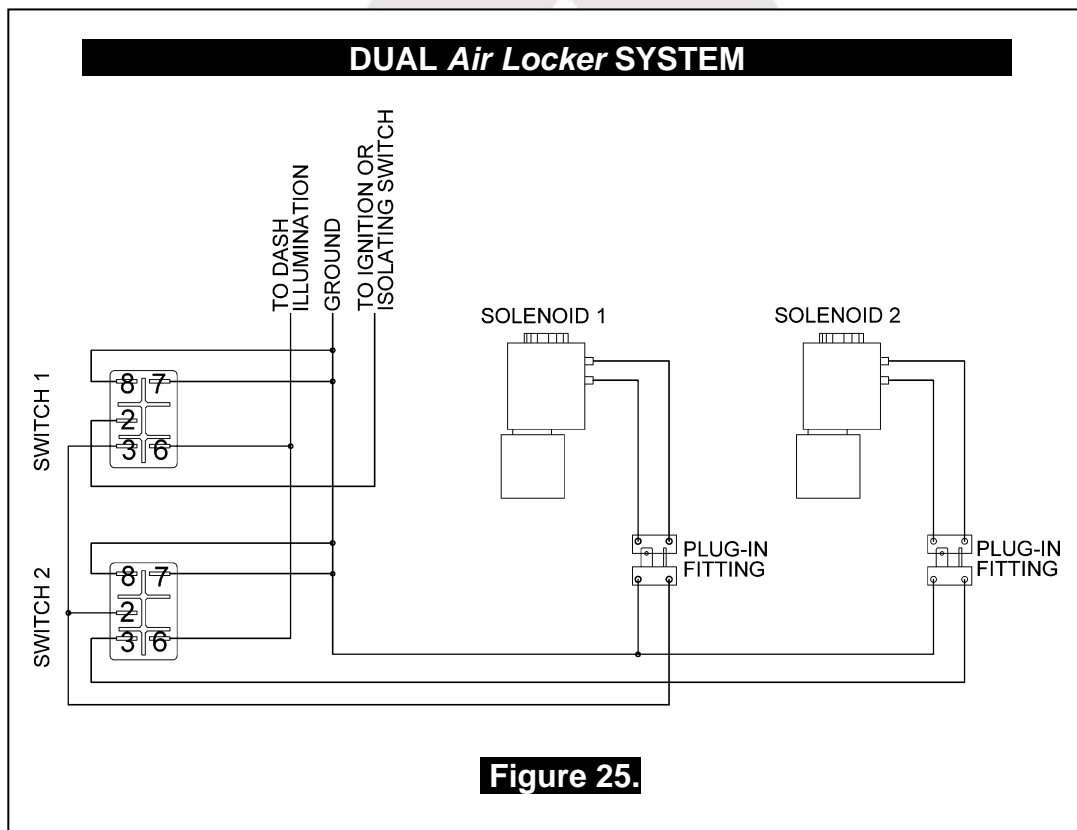 DUAL Air Locker SYSTEM
TO DASH
ILLUMINATION
GROUND
TO IGNITION OR
ISOLATING SWITCH
SOLENOID 1
SOLENOID 2
SWITCH 1
8 7
2
3 6
SWITCH 2
8 7
2
3 6
PLUG-IN
FITTING
PLUG-IN
FITTING
Figure 25.